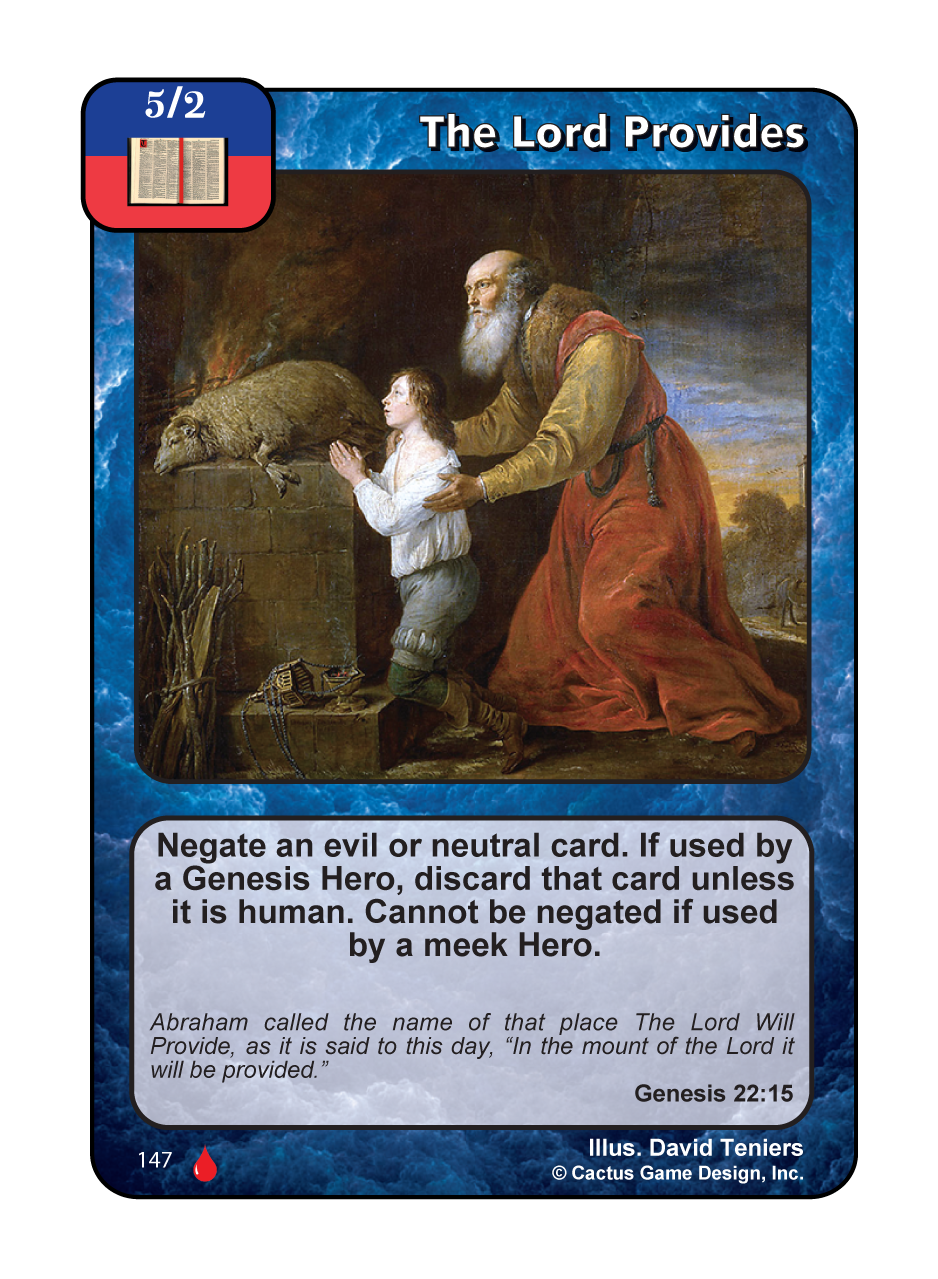 5/2
The Lord Provides
Negate an evil or neutral card. If used by
a Genesis Hero, discard that card unless
it is human. Cannot be negated if used
by a meek Hero.
Abraham called the name of that place The Lord Will
Provide, as it is said to this day, “In the mount of the Lord it
will be provided.”
Genesis 22:15
Illus. David Teniers
147
© Cactus Game Design, Inc.